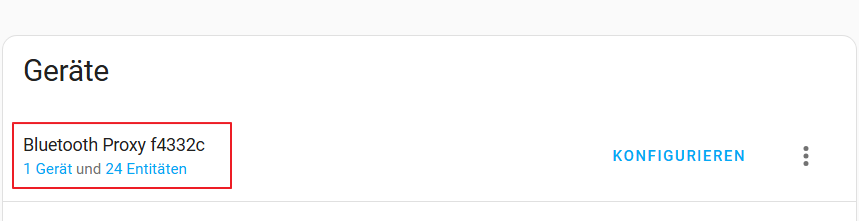 Geräte
Bluetooth Proxy f4332c
1 Gerät und 24 Entitäten
KONFIGURIEREN